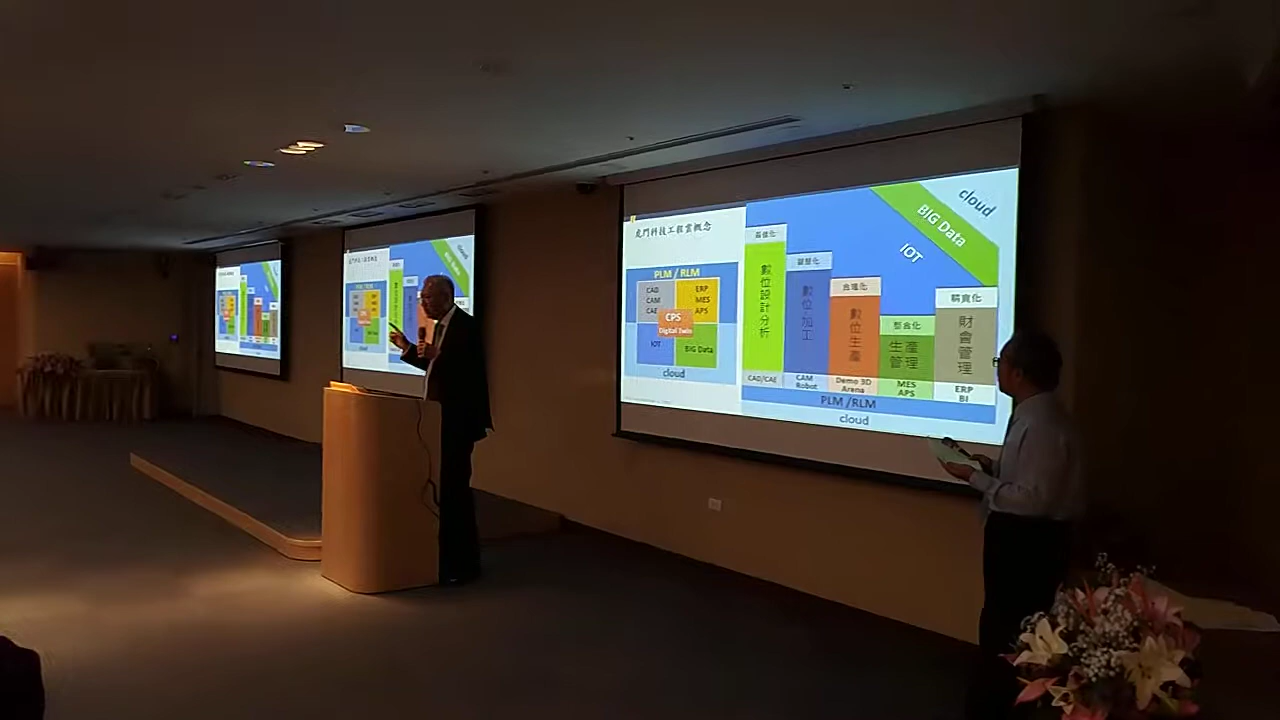 虎門科技工程雲概念
PLM / RLM
CAD
CAM
CAE
ERP
MES
APS
CPS
Digital Twin
IOT
BIG Data
cloud
cloud
BIG Data
IOT
數位設計分析
數位加工
合理化
數位生產
整合化
生產管理
財會管理
CAD/CAE
CAM
Robot
Demo 3D
Arena
MES
APS
ERP
BI
PLM /RLM
cloud